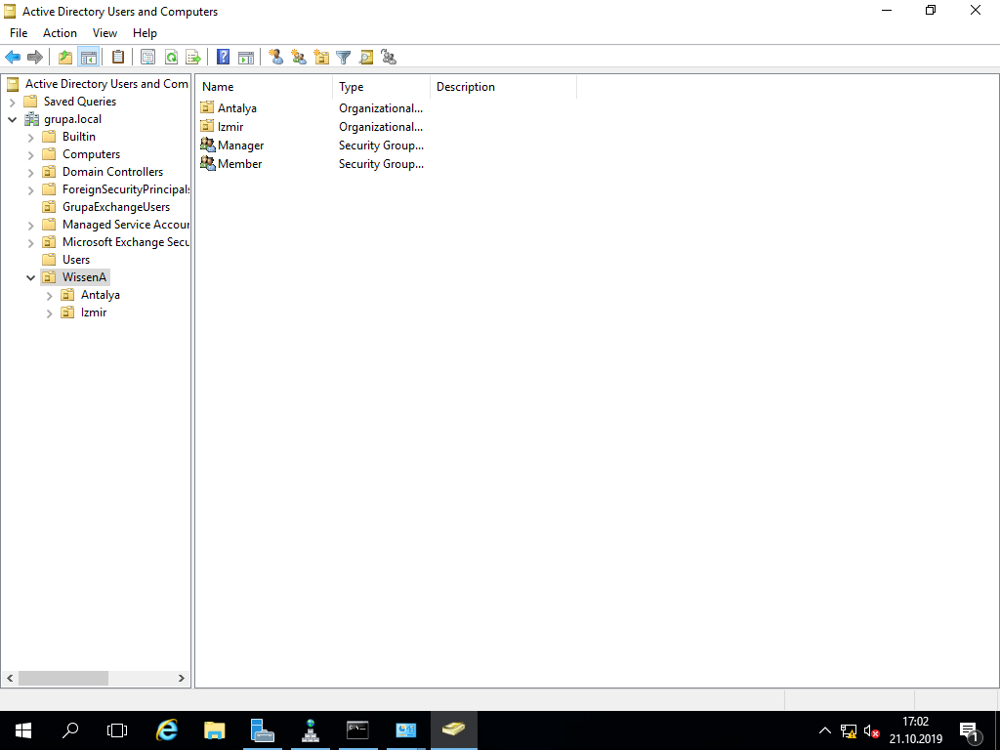 Active Directory Users and Computers
File Action View Help
Active Directory Users and Com
Saved Queries
grupa.local
Builtin
Computers
Domain Controllers
ForeignSecurityPrincipals
GrupaExchangeUsers
Managed Service Accour
Microsoft Exchange Secu
Users
WissenA
Antalya
Izmir
Name Type Description
Antalya Organizational...
Izmir Organizational...
Manager Security Group...
Member Security Group...
17:02
21.10.2019
1